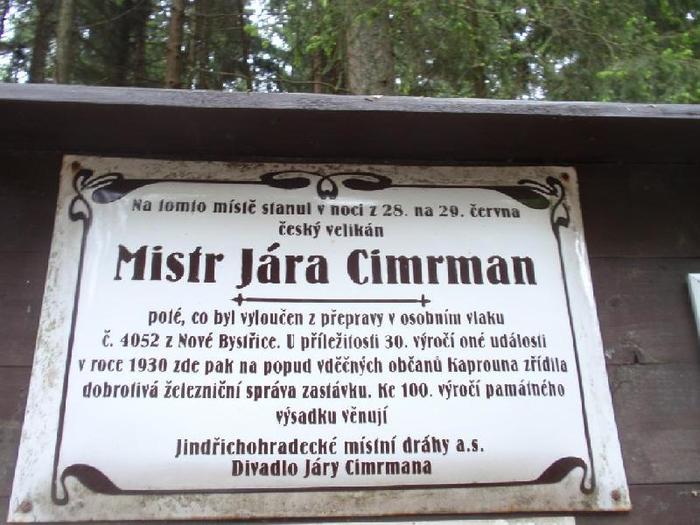 Na tomto místě stanul v noci z 28. na 29. června
český velikán
Mistr Jára Cimrman
poté, co byl vyloučen z přepravy v osobním vlaku
č. 4052 z Nové Bystřice. U příležitosti 30. výročí oné události
v roce 1930 zde pak na popud vděčných občanů Kaprouna zřídila
dobrotivá železniční správa zastávku. Ke 100. výročí památného
výsadku věnují
Jindřichohradecké místní dráhy a.s.
Divadlo Járy Cimrmana